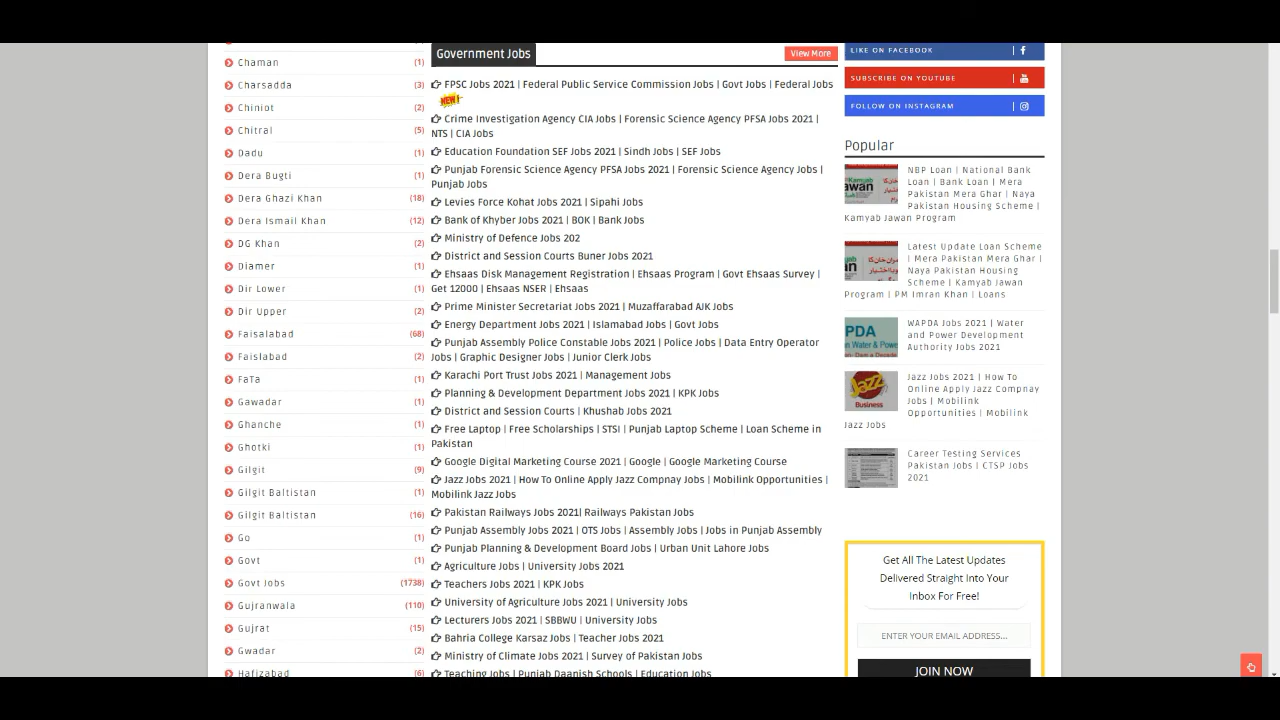 Chaman (1)
Charsadda (3)
Chiniot (2)
Chitral (5)
Dadu (1)
Dera Bugti (1)
Dera Ghazi Khan (18)
Dera Ismail Khan (12)
DG Khan (2)
Diamer (1)
Dir Lower (1)
Dir Upper (2)
Faisalabad (68)
Faislabad (2)
FaTa (1)
Gawadar (1)
Ghanche (1)
Ghotki (1)
Gilgit (9)
Gilgit Baltistan (1)
Gilgit Baltistan (16)
Go (1)
Govt (1)
Govt Jobs (1738)
Gujranwala (110)
Gujrat (15)
Gwadar (2)
Hafizabad (6)
Government Jobs
View More
FPSC Jobs 2021 | Federal Public Service Commission Jobs | Govt Jobs | Federal Jobs
NEW!
Crime Investigation Agency CIA Jobs | Forensic Science Agency PFSA Jobs 2021 |
NTS | CIA Jobs
Education Foundation SEF Jobs 2021 | Sindh Jobs | SEF Jobs
Punjab Forensic Science Agency PFSA Jobs 2021 | Forensic Science Agency Jobs |
Punjab Jobs
Levies Force Kohat Jobs 2021 | Sipahi Jobs
Bank of Khyber Jobs 2021 | BOK | Bank Jobs
Ministry of Defence Jobs 202
District and Session Courts Buner Jobs 2021
Ehsaas Disk Management Registration | Ehsaas Program | Govt Ehsaas Survey |
Get 12000 | Ehsaas NSER | Ehsaas
Prime Minister Secretariat Jobs 2021 | Muzaffarabad AJK Jobs
Energy Department Jobs 2021 | Islamabad Jobs | Govt Jobs
Punjab Assembly Police Constable Jobs 2021 | Police Jobs | Data Entry Operator
Jobs | Graphic Designer Jobs | Junior Clerk Jobs
Karachi Port Trust Jobs 2021 | Management Jobs
Planning & Development Department Jobs 2021 | KPK Jobs
District and Session Courts | Khushab Jobs 2021
Free Laptop | Free Scholarships | STSI | Punjab Laptop Scheme | Loan Scheme in
Pakistan
Google Digital Marketing Course 2021 | Google | Google Marketing Course
Jazz Jobs 2021 | How To Online Apply Jazz Compnay Jobs | Mobilink Opportunities |
Mobilink Jazz Jobs
Pakistan Railways Jobs 2021| Railways Pakistan Jobs
Punjab Assembly Jobs 2021 | OTS Jobs | Assembly Jobs | Jobs in Punjab Assembly
Punjab Planning & Development Board Jobs | Urban Unit Lahore Jobs
Agriculture Jobs | University Jobs 2021
Teachers Jobs 2021 | KPK Jobs
University of Agriculture Jobs 2021 | University Jobs
Lecturers Jobs 2021 | SBBWU | University Jobs
Bahria College Karsaz Jobs | Teacher Jobs 2021
Ministry of Climate Jobs 2021 | Survey of Pakistan Jobs
Teaching Jobs | Punjab Daanish Schools | Education Jobs
LIKE ON FACEBOOK
SUBSCRIBE ON YOUTUBE
FOLLOW ON INSTAGRAM
Popular
NBP Loan | National Bank
Loan | Bank Loan | Mera
Pakistan Mera Ghar | Naya
Pakistan Housing Scheme |
Kamyab Jawan Program
Latest Update Loan Scheme
| Mera Pakistan Mera Ghar |
Naya Pakistan Housing
Scheme | Kamyab Jawan
Program | PM Imran Khan | Loans
PDA
WAPDA Jobs 2021 | Water
and Power Development
Authority Jobs 2021
Jazz
Business
Jazz Jobs 2021 | How To
Online Apply Jazz Compnay
Jobs | Mobilink
Opportunities | Mobilink
Jazz Jobs
Career Testing Services
Pakistan Jobs | CTSP Jobs
2021
Get All The Latest Updates
Delivered Straight Into Your
Inbox For Free!
ENTER YOUR EMAIL ADDRESS...
JOIN NOW